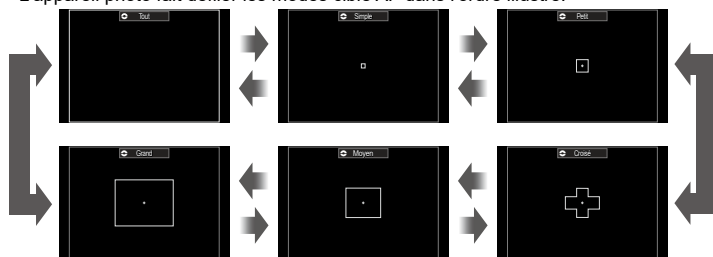 L'appareil photo fait défiler les modes cible AF dans l'ordre illustré.
Tout
Simple
Petit
Grand
Moyen
Croisé